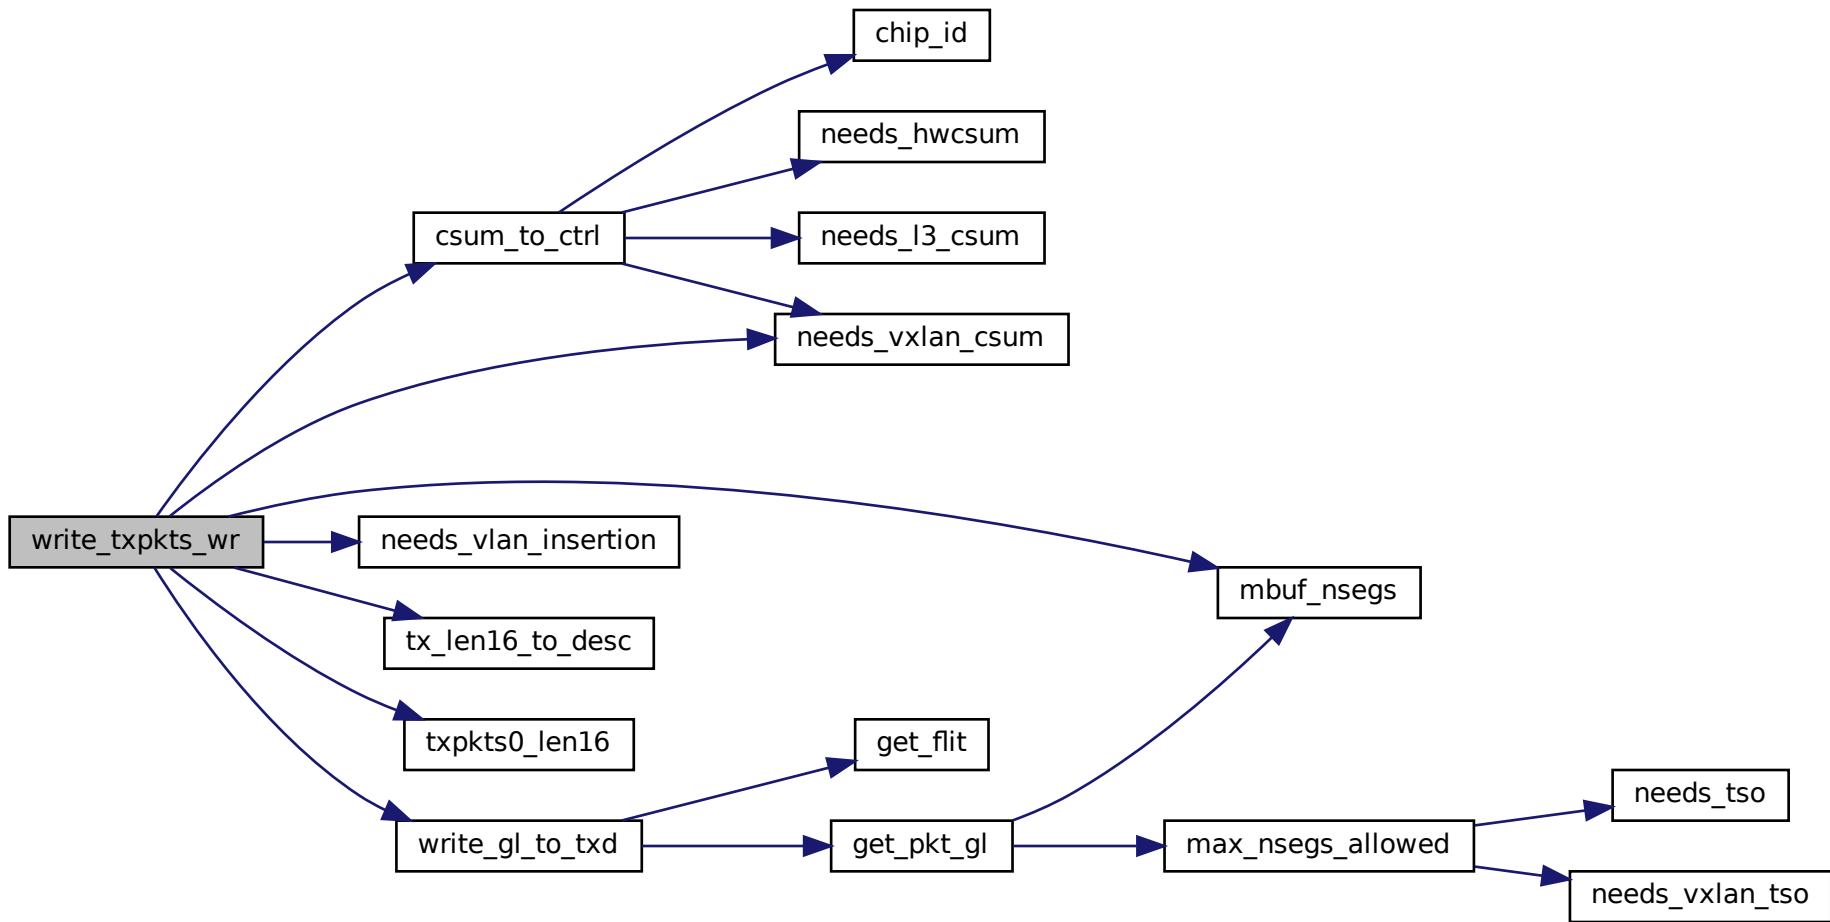 chip_id
needs_hwcsum
csum_to_ctrl
needs_l3_csum
needs_vxlan_csum
write_txpkts_wr
needs_vlan_insertion
mbuf_nsegs
tx_len16_to_desc
txpkts0_len16
get_flit
needs_tso
write_gl_to_txd
get_pkt_gl
max_nsegs_allowed
needs_vxlan_tso